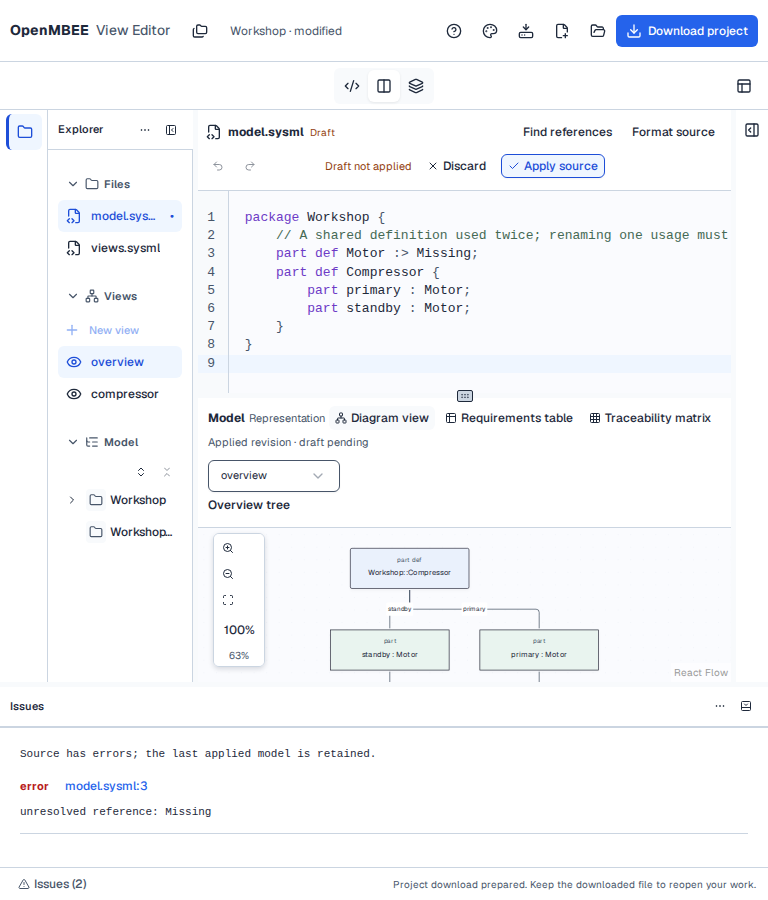 OpenMBEE View Editor Workshop · modified Download project
Explorer
Files
model.sys...
views.sysml
Views
New view
overview
compressor
Model
Workshop
Workshop...
model.sysml Draft Find references Format source
Draft not applied Discard Apply source
1 package Workshop {
2 // A shared definition used twice; renaming one usage must
3 part def Motor :> Missing;
4 part def Compressor {
5 part primary : Motor;
6 part standby : Motor;
7 }
8 }
9
Model Representation Diagram view Requirements table Traceability matrix
Applied revision · draft pending
overview
Overview tree
100%
63%
part def
Workshop::Compressor
standby primary
part part
standby : Motor primary : Motor
React Flow
Issues
Source has errors; the last applied model is retained.
error model.sysml:3
unresolved reference: Missing
Issues (2) Project download prepared. Keep the downloaded file to reopen your work.